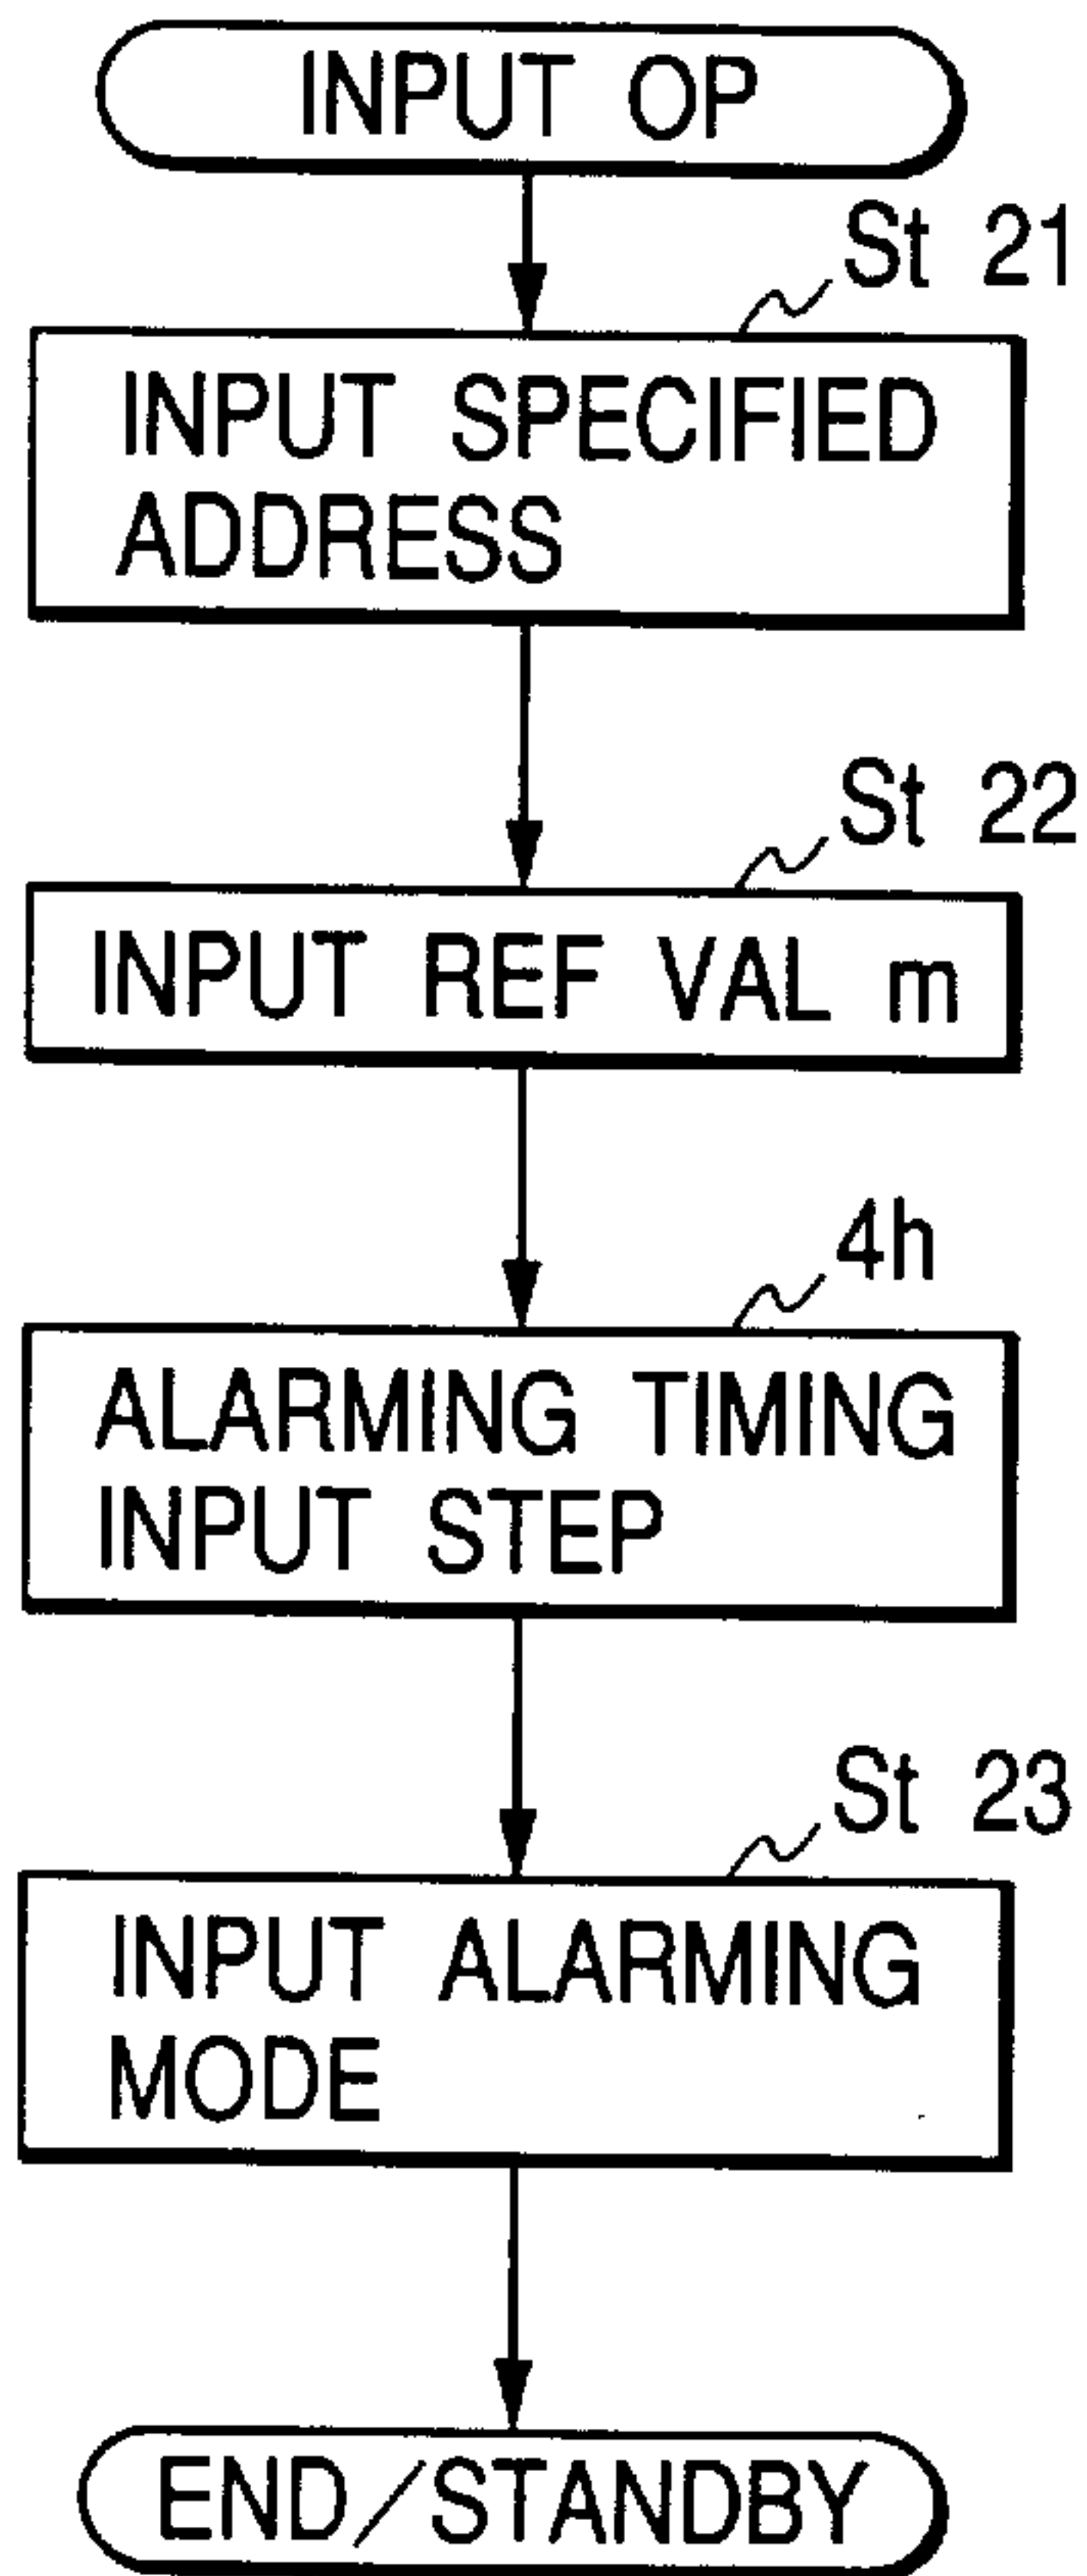 INPUT OP
St 21
INPUT SPECIFIED
ADDRESS
St 22
INPUT REF VAL m
4h
ALARMING TIMING
INPUT STEP
St 23
INPUT ALARMING
MODE
END/STANDBY